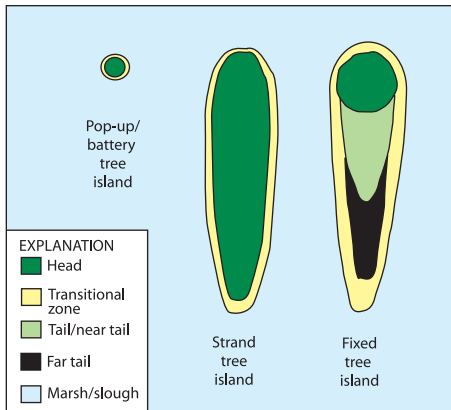 Pop-up/
battery
tree
island
Strand
tree
island
Fixed
tree
island
EXPLANATION
Head
Transitional
zone
Tail/near tail
Far tail
Marsh/slough